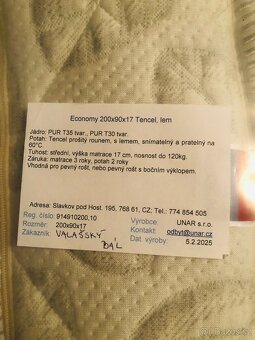 Economy 200x90x17 Tencel, lem
Jádro: PUR T35 tvar., PUR T30 tvar.
Potah: Tencel prošitý rounem, s lemem, snímatelný a pratelný na
60°C.
Tuhost: střední, výška matrace 17 cm, nosnost do 120kg.
Záruka: matrace 3 roky, potah 2 roky
Vhodná pro pevný rošt, nebo pevný rošt s bočním výklopem.
Adresa: Slavkov pod Host. 195, 768 61, CZ; Tel.: 774 854 505
Reg. číslo: 914910200.10 Výrobce: UNAR s.r.o.
Rozměr: 200x90x17 Kontakt: odbyt@unar.cz
Zákazník: VALAŠSKÝ Dat. výroby: 5.2.2025
BÁL